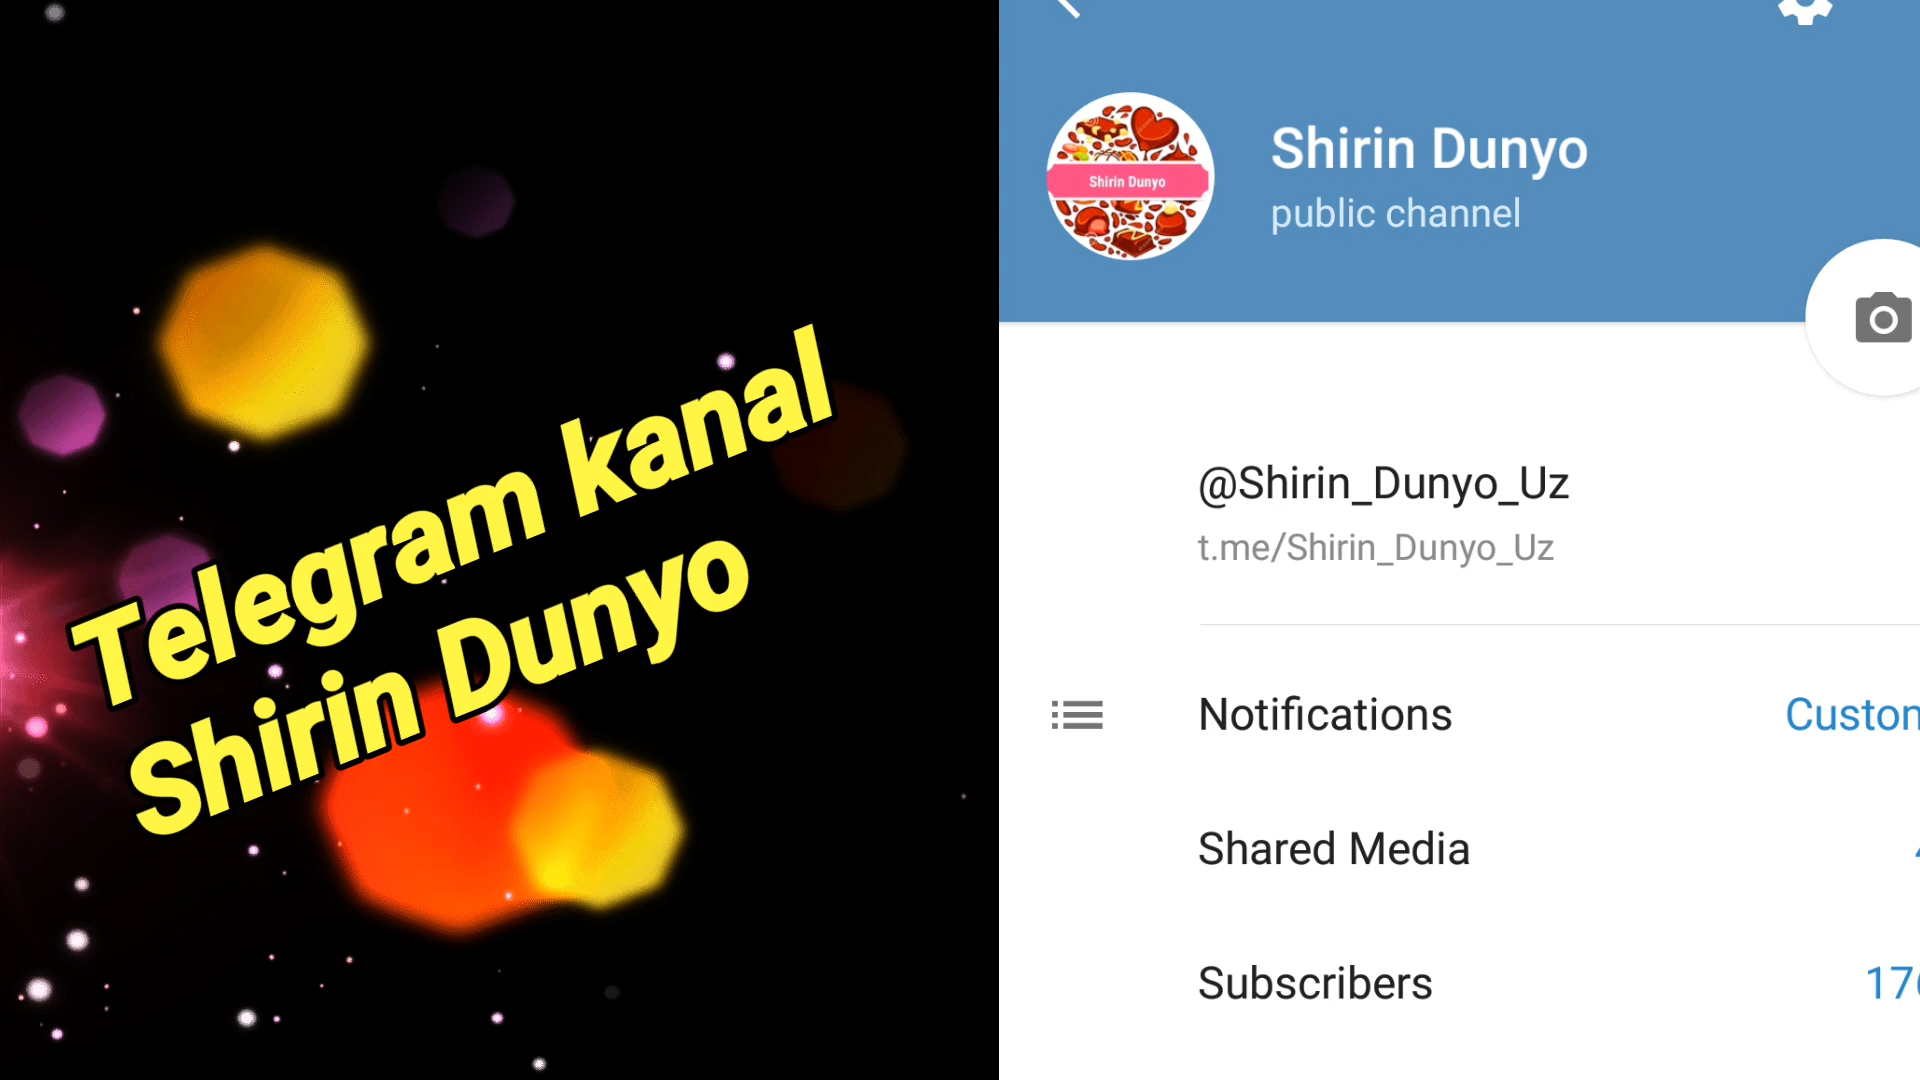 Telegram kanal
Shirin Dunyo
Shirin Dunyo
Shirin Dunyo
public channel
@Shirin_Dunyo_Uz
t.me/Shirin_Dunyo_Uz
Notifications
Shared Media
Subscribers